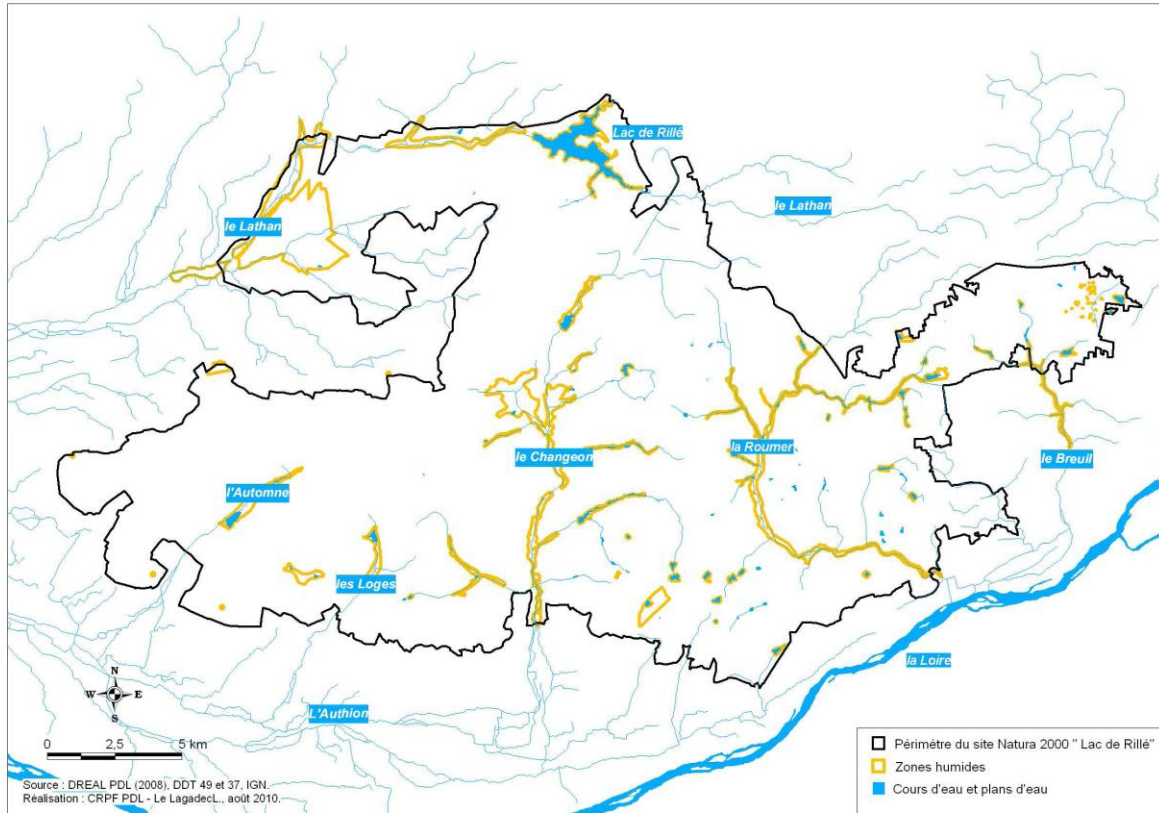 Lac de Rillé
le Lathan
le Lathan
le Changeon
la Roumer
le Breuil
l'Automne
les Loges
la Loire
L'Authion
N
W E
S
0 2,5 5 km
Source : DREAL PDL (2008), DDT 49 et 37, IGN.
Réalisation : CRPF PDL - Le LagadecL., août 2010.
Périmètre du site Natura 2000 " Lac de Rillé"
Zones humides
Cours d'eau et plans d'eau